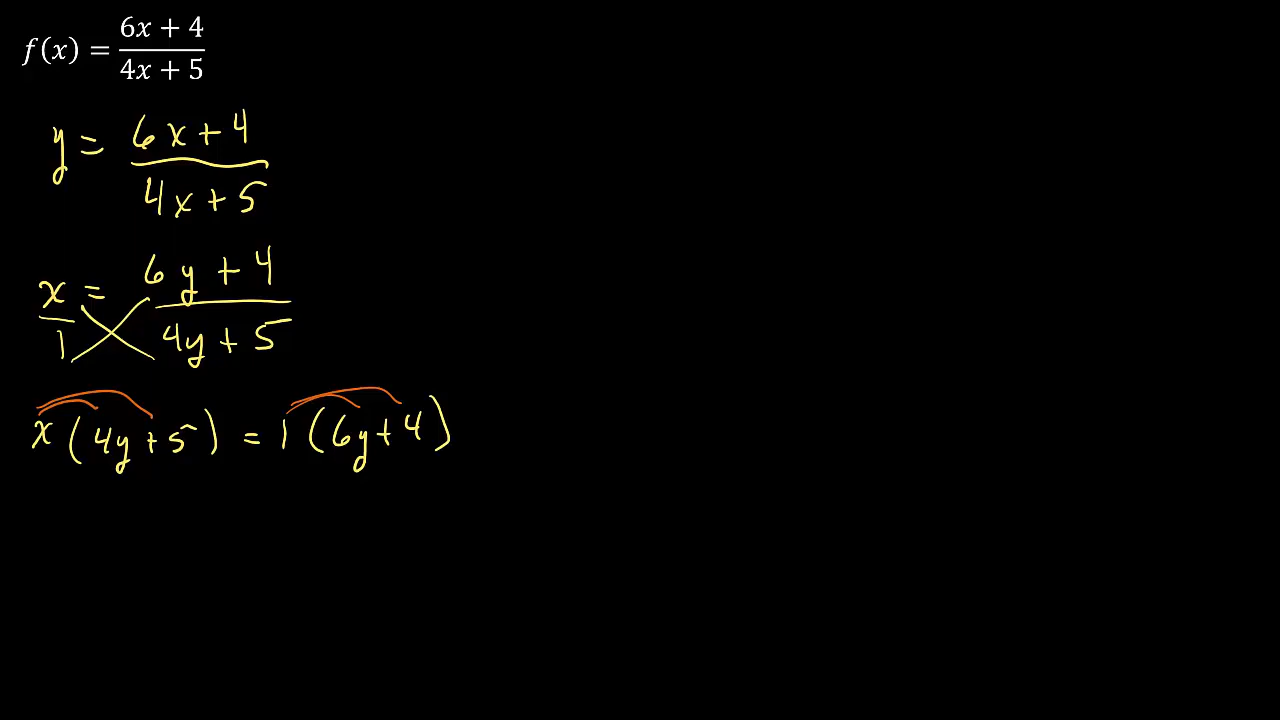 f(x) = (6x + 4)/(4x + 5)
y = (6x + 4)/(4x + 5)
x/1 = (6y + 4)/(4y + 5)
x(4y + 5) = 1(6y + 4)